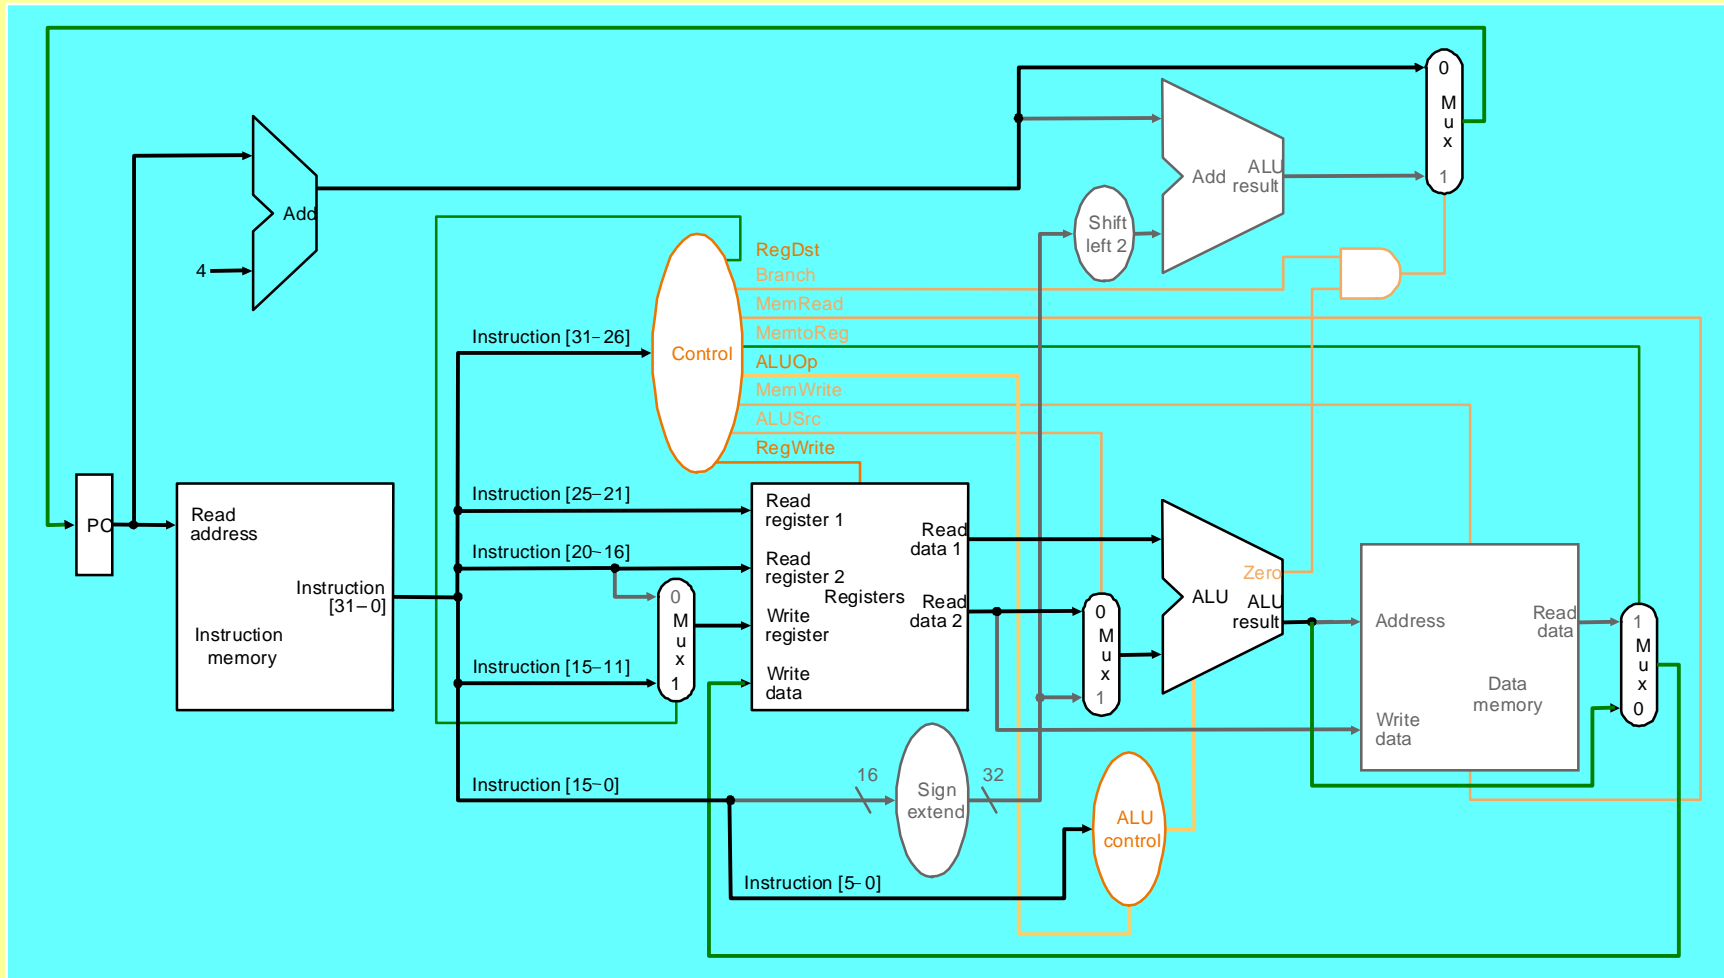 0
M
u
x
1
Add
ALU
result
Shift
left 2
Add
4
RegDst
Branch
MemRead
MemtoReg
ALUOp
MemWrite
ALUSrc
RegWrite
Control
Instruction [31–26]
Instruction [25–21]
Instruction [20–16]
Instruction [15–11]
Instruction [15–0]
Instruction [5–0]
PC
Read
address
Instruction
[31–0]
Instruction
memory
0
M
u
x
1
Read
register 1
Read
register 2
Write
register
Write
data
Registers
Read
data 1
Read
data 2
0
M
u
x
1
Zero
ALU
ALU
result
Address
Write
data
Read
data
Data
memory
1
M
u
x
0
16
Sign
extend
32
ALU
control